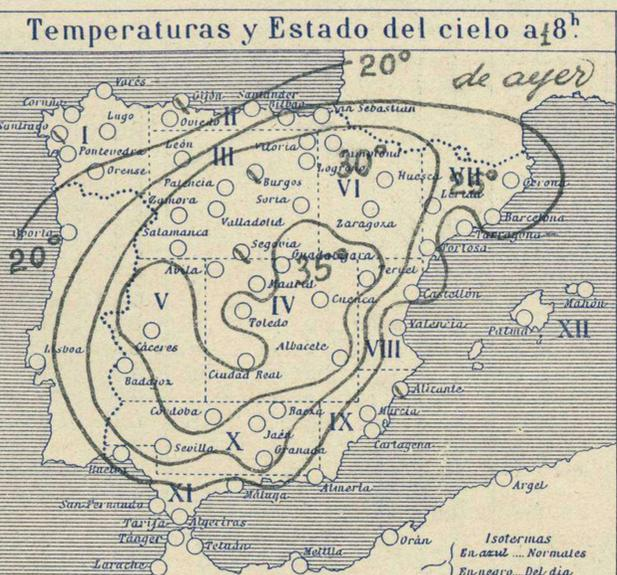 Temperaturas y Estado del cielo a 18ʰ.
20°
de ayer
Varés
Gijón
Santander
Coruña
Lugo
Oviedo
II
Bilbao
San Sebastian
Santiago
I
León
III
Vitoria
Pamplona
30°
Pontevedra
Logroño
VII
25°
Orense
Palencia
Burgos
VI
Huesca
Gerona
Zamora
Soria
Lérida
Valladolid
Zaragoza
Barcelona
Oporto
Salamanca
Tarragona
20°
Segovia
Tortosa
Guadalajara
35°
Avila
Teruel
Madrid
V
IV
Cuenca
Castellón
Mahón
Toledo
Palma
XII
Valencia
Cáceres
Albacete
VIII
Lisboa
Badajoz
Ciudad Real
Alicante
Córdoba
Baeza
IX
Murcia
Jaén
X
Cartagena
Sevilla
Granada
Huelva
XI
Málaga
Almería
Argel
San Fernando
Tarifa
Algeciras
Tánger
Tetuán
Orán
Melilla
Larache
Isotermas
En azul .... Normales
En negro.. Del día